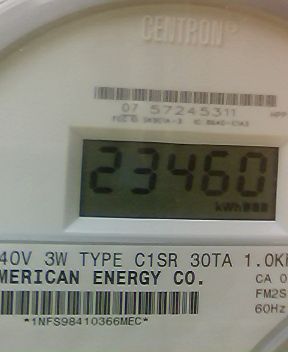 CENTRON
07 57245311
23460
kWh
40V 3W TYPE C1SR 30TA 1.0K
MERICAN ENERGY CO.
CA 0
FM2S
60Hz
*1NFS98410366MEC*